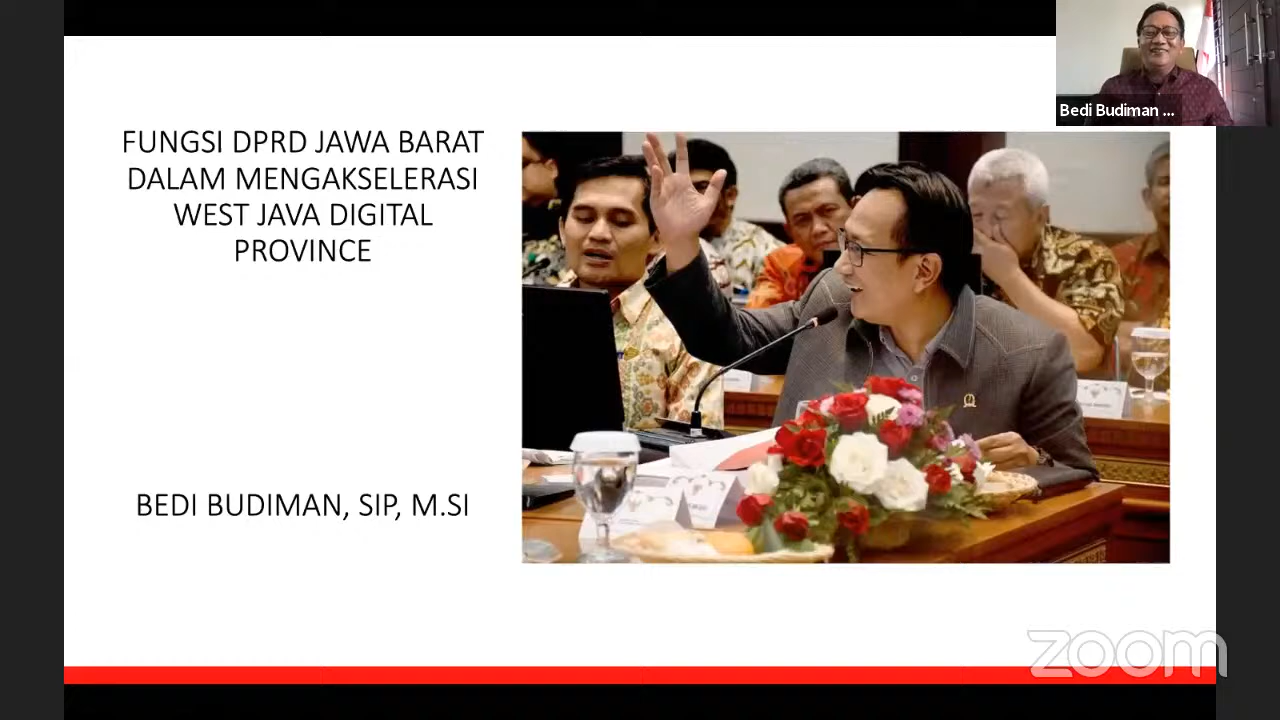 Bedi Budiman ...
FUNGSI DPRD JAWA BARAT
DALAM MENGAKSELERASI
WEST JAVA DIGITAL
PROVINCE
BEDI BUDIMAN, SIP, M.SI
zoom